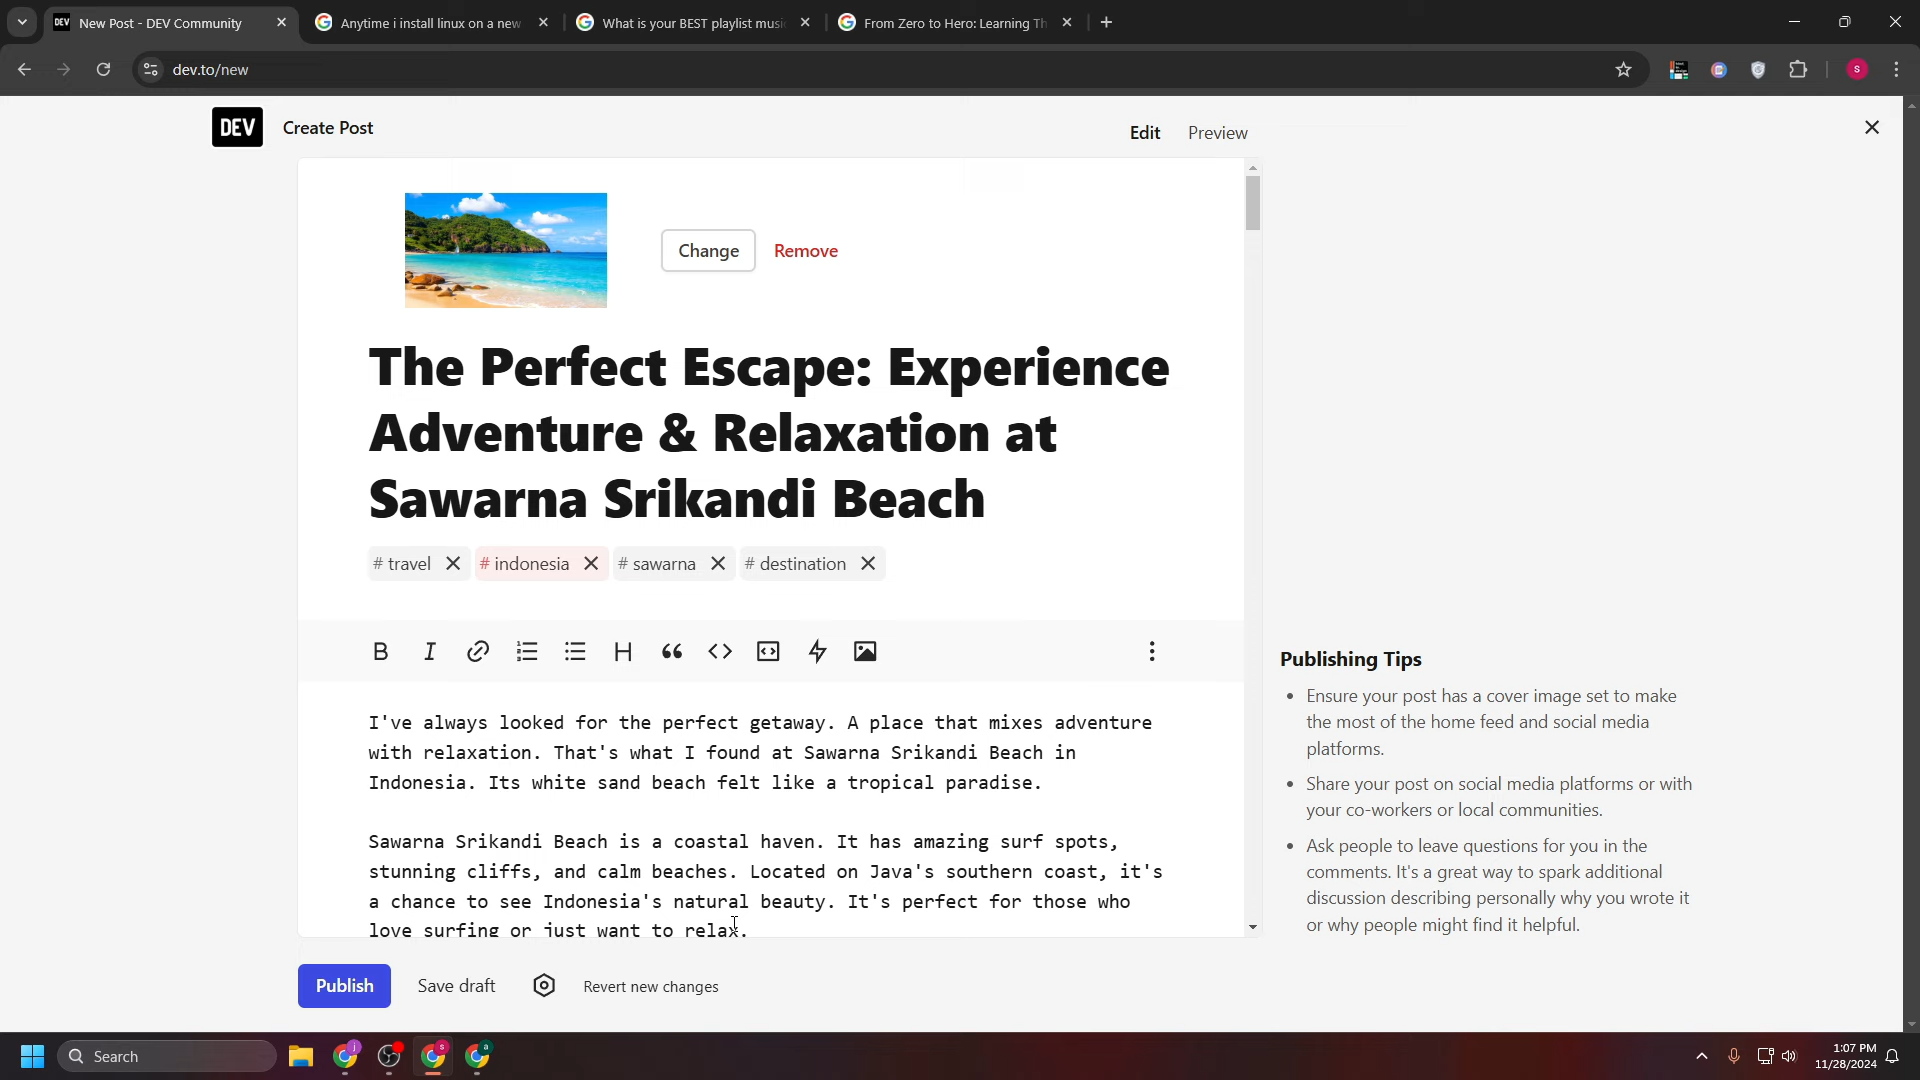 New Post - DEV Community
Anytime i install linux on a new
What is your BEST playlist musi
From Zero to Hero: Learning Th
dev.to/new
S
DEV
Create Post
Edit
Preview
Change
Remove
The Perfect Escape: Experience
Adventure & Relaxation at
Sawarna Srikandi Beach
# travel
# indonesia
# sawarna
# destination
I've always looked for the perfect getaway. A place that mixes adventure
with relaxation. That's what I found at Sawarna Srikandi Beach in
Indonesia. Its white sand beach felt like a tropical paradise.
Sawarna Srikandi Beach is a coastal haven. It has amazing surf spots,
stunning cliffs, and calm beaches. Located on Java's southern coast, it's
a chance to see Indonesia's natural beauty. It's perfect for those who
love surfing or just want to relax.
Publishing Tips
Ensure your post has a cover image set to make
the most of the home feed and social media
platforms.
Share your post on social media platforms or with
your co-workers or local communities.
Ask people to leave questions for you in the
comments. It's a great way to spark additional
discussion describing personally why you wrote it
or why people might find it helpful.
Publish
Save draft
Revert new changes
Search
1:07 PM
11/28/2024